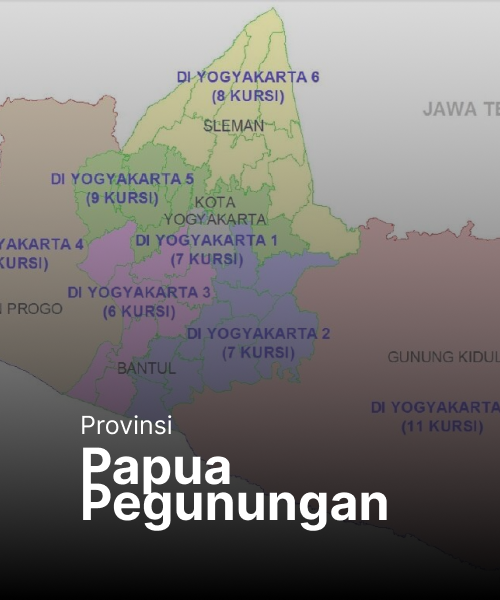 DI YOGYAKARTA 6
(8 KURSI)
JAWA TE
SLEMAN
DI YOGYAKARTA 5
(9 KURSI)
KOTA
YOGYAKARTA
YAKARTA 4
KURSI)
DI YOGYAKARTA 1
(7 KURSI)
DI YOGYAKARTA 3
(6 KURSI)
N PROGO
DI YOGYAKARTA 2
(7 KURSI)
GUNUNG KIDUL
BANTUL
DI YOGYAKARTA
(11 KURSI)
Provinsi
Papua
Pegunungan